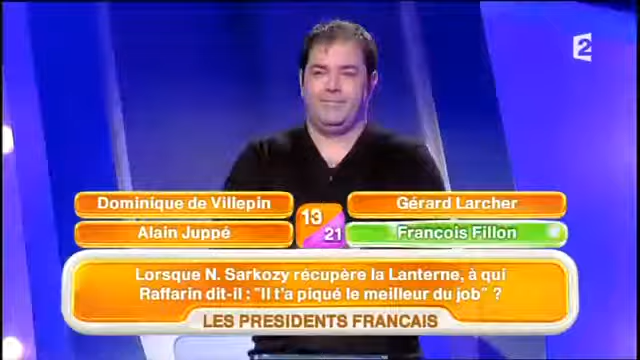 2
Dominique de Villepin
Gérard Larcher
13
21
Alain Juppé
François Fillon
Lorsque N. Sarkozy récupère la Lanterne, à qui
Raffarin dit-il : "Il t'a piqué le meilleur du job" ?
LES PRESIDENTS FRANCAIS